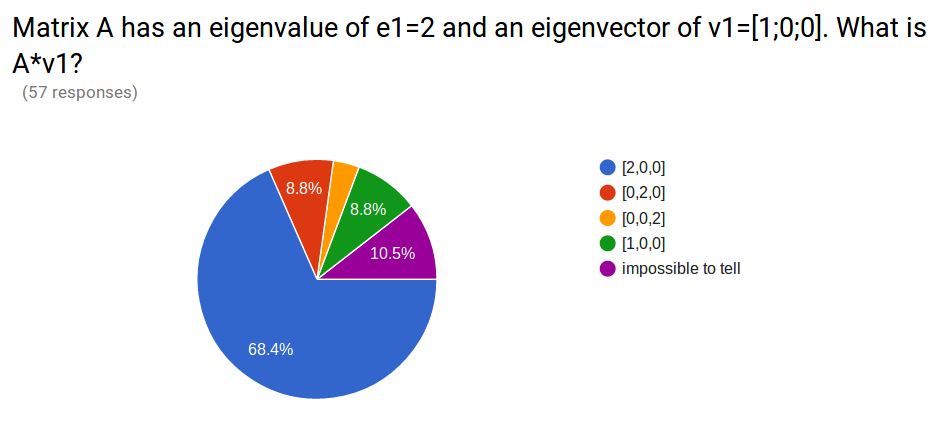 Matrix A has an eigenvalue of e1=2 and an eigenvector of v1=[1;0;0]. What is
A*v1?
(57 responses)
[2,0,0]
[0,2,0]
[0,0,2]
[1,0,0]
impossible to tell
8.8%
8.8%
10.5%
68.4%